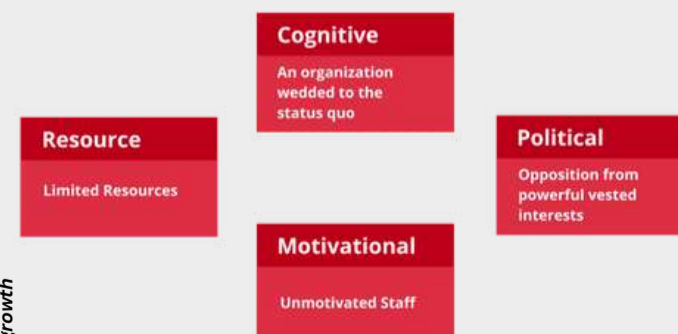 Cognitive
An organization
wedded to the
status quo
Resource
Limited Resources
Political
Opposition from
powerful vested
interests
Motivational
Unmotivated Staff
growth